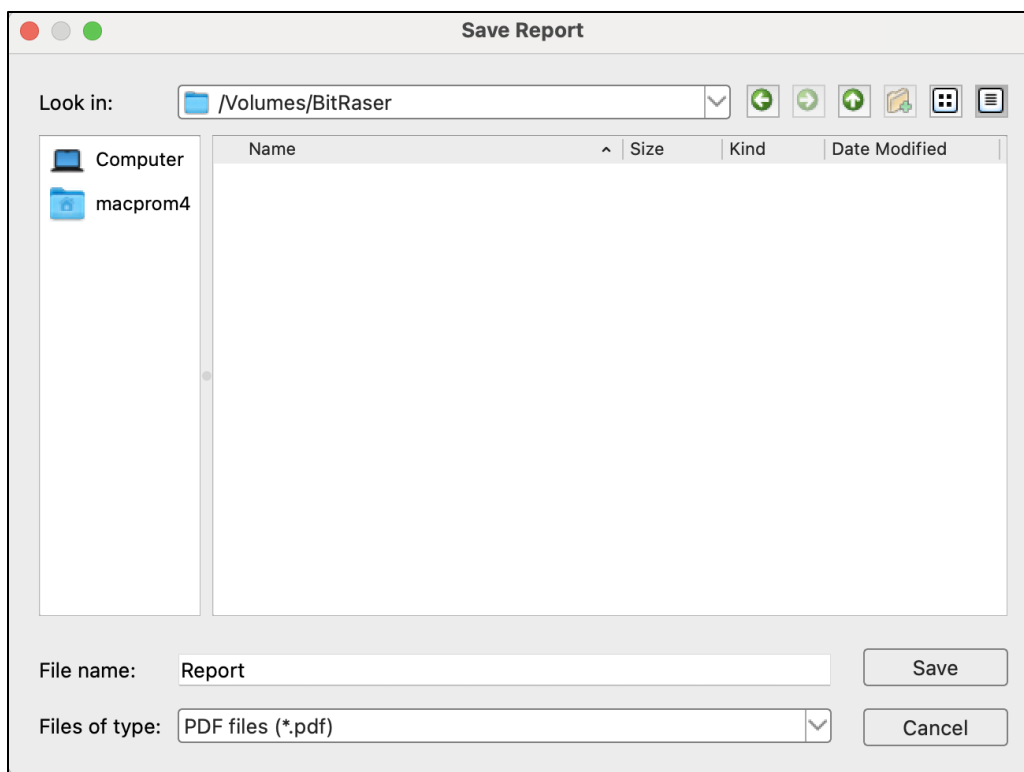 Save Report
Look in: /Volumes/BitRaser
Name Size Kind Date Modified
Computer
macprom4
File name: Report Save
Files of type: PDF files (*.pdf) Cancel